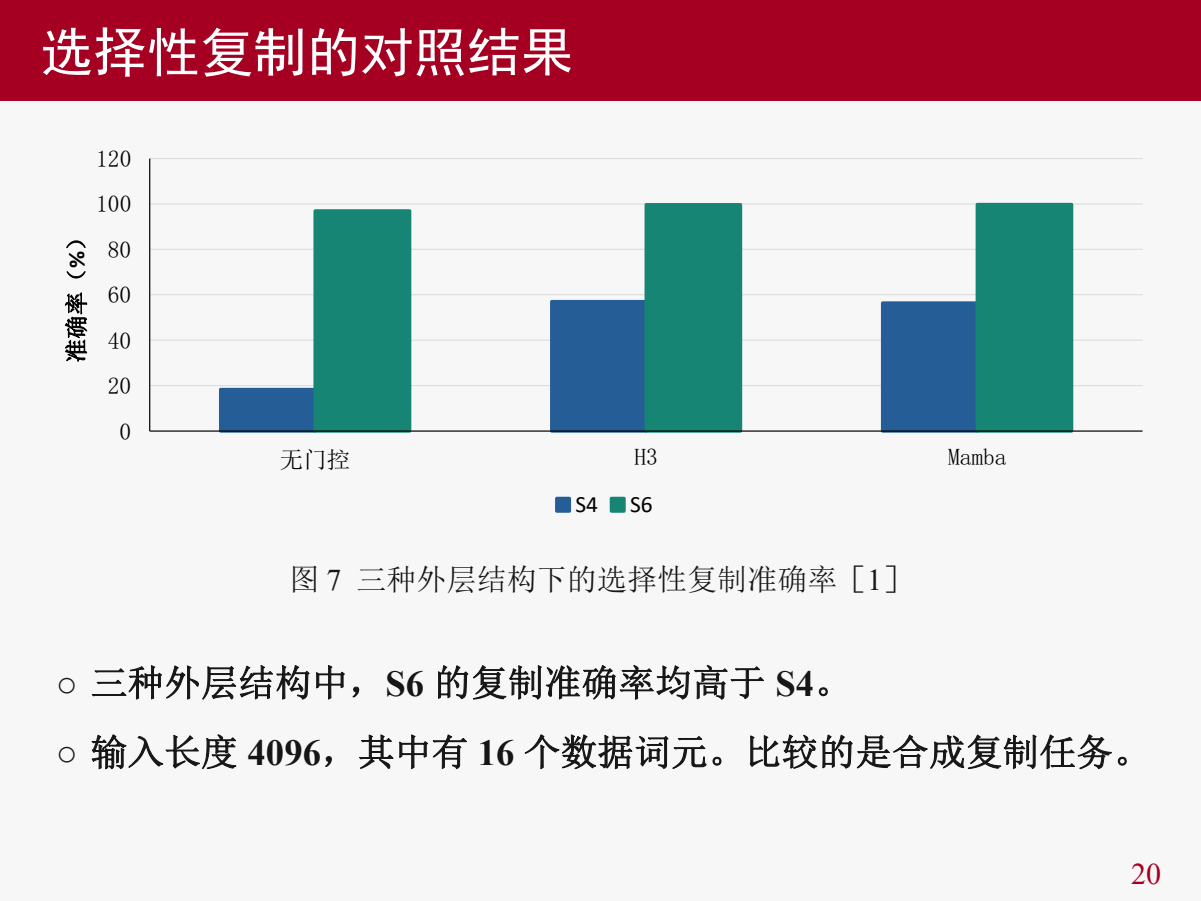 选择性复制的对照结果
120
100
80
60
40
20
0
准确率（%）
无门控
H3
Mamba
S4 S6
图 7 三种外层结构下的选择性复制准确率［1］
○ 三种外层结构中，S6 的复制准确率均高于 S4。
○ 输入长度 4096，其中有 16 个数据词元。比较的是合成复制任务。
20